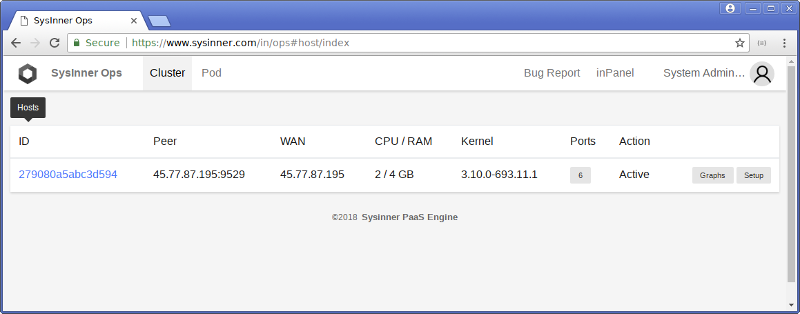 SysInner Ops
Secure https://www.sysinner.com/in/ops#host/index
SysInner Ops Cluster Pod Bug Report inPanel System Admin...
Hosts
ID Peer WAN CPU / RAM Kernel Ports Action
279080a5abc3d594 45.77.87.195:9529 45.77.87.195 2 / 4 GB 3.10.0-693.11.1 6 Active Graphs Setup
©2018 Sysinner PaaS Engine